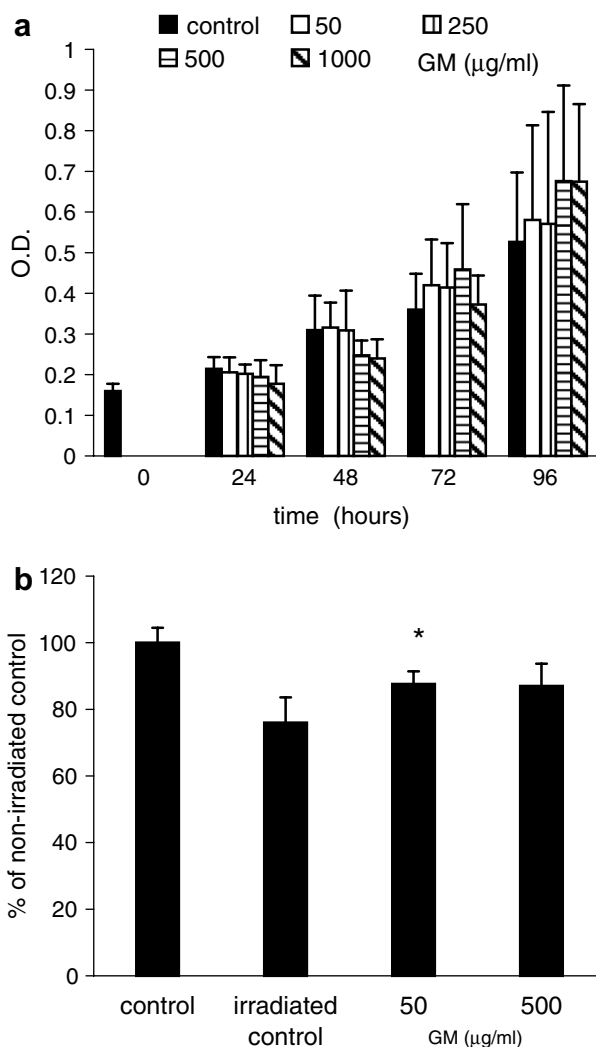 a
control 50 250
500 1000 GM (μg/ml)
1
0.9
0.8
0.7
0.6
0.5
0.4
0.3
0.2
0.1
0
O.D.
0 24 48 72 96
time (hours)
b
120
100
80
60
40
20
0
% of non-irradiated control
*
control irradiated 50 500
control GM (μg/ml)